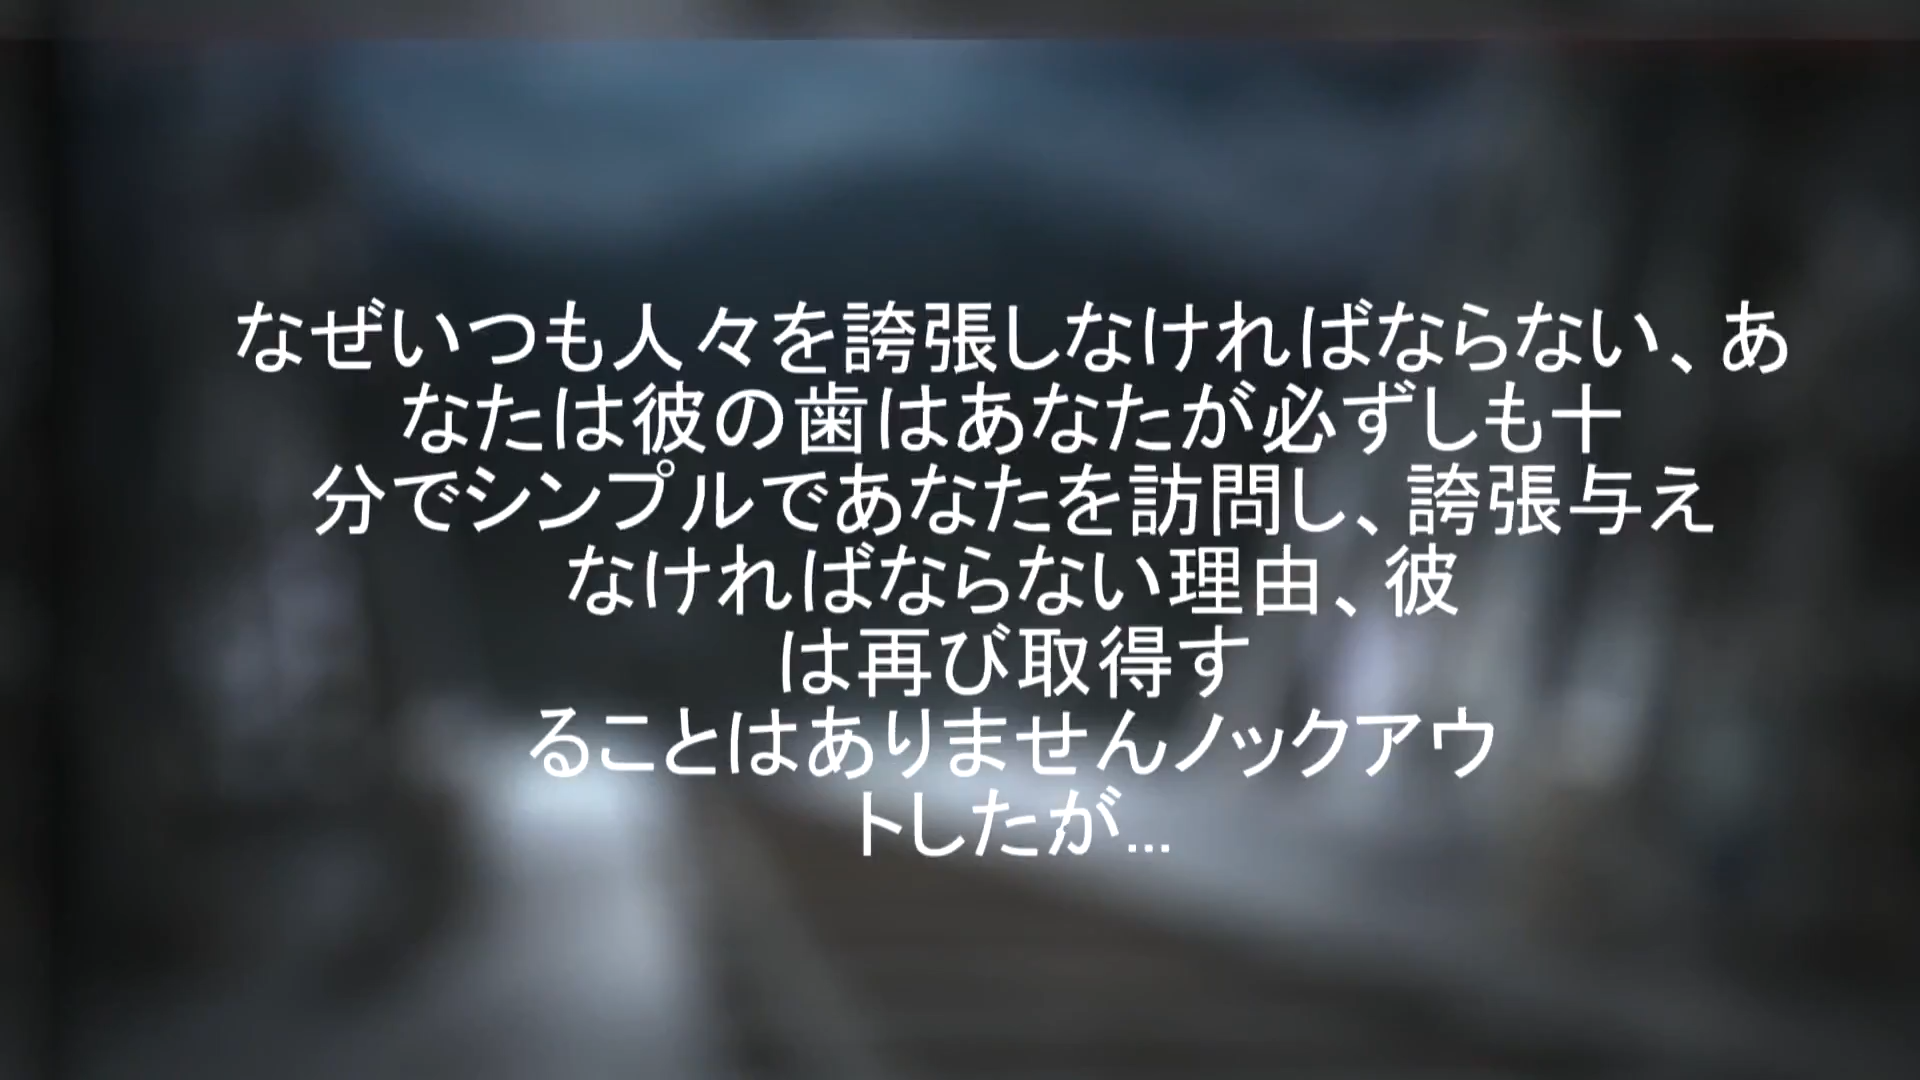 なぜいつも人々を誇張しなければならない、あ
なたは彼の歯はあなたが必ずしも十
分でシンプルであなたを訪問し、誇張与え
なければならない理由、彼
は再び取得す
ることはありませんノックアウ
トしたが...